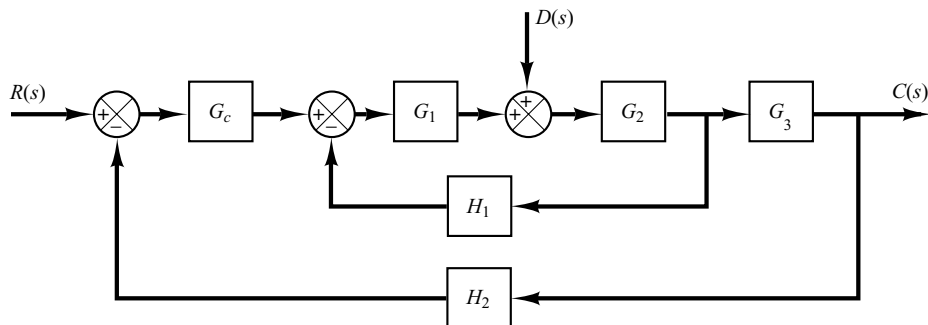 D(s)
R(s)
C(s)
+
−
G_c
+
−
G_1
+
+
G_2
G_3
H_1
H_2